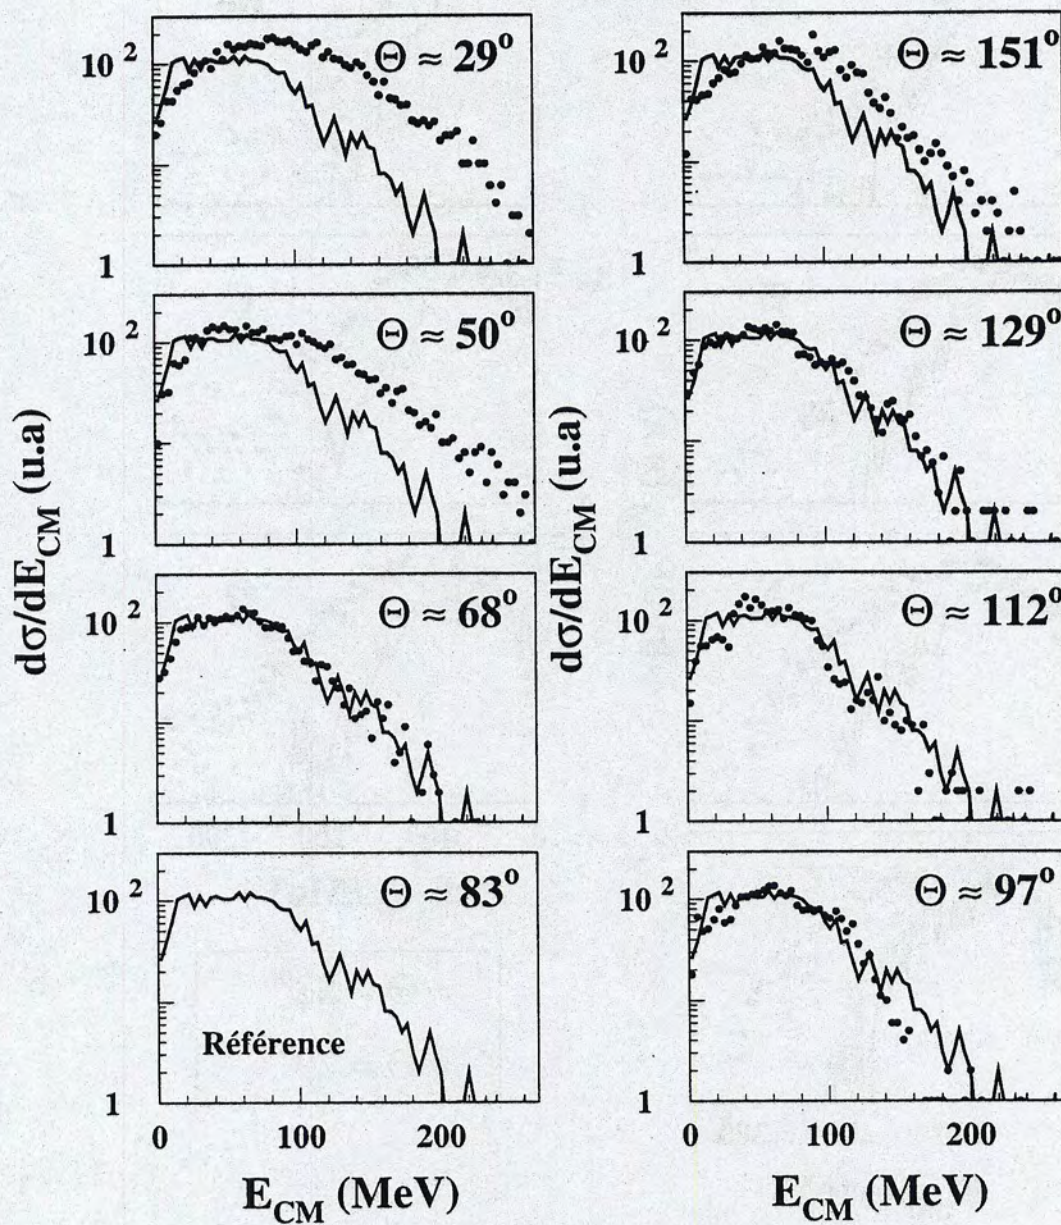 10²
Θ ≈ 29°
1
10²
Θ ≈ 151°
1
10²
Θ ≈ 50°
1
10²
Θ ≈ 129°
1
10²
Θ ≈ 68°
1
10²
Θ ≈ 112°
1
10²
Θ ≈ 83°
Référence
1
10²
Θ ≈ 97°
1
0 100 200
0 100 200
dσ/dE_CM (u.a)
dσ/dE_CM (u.a)
E_CM (MeV)
E_CM (MeV)